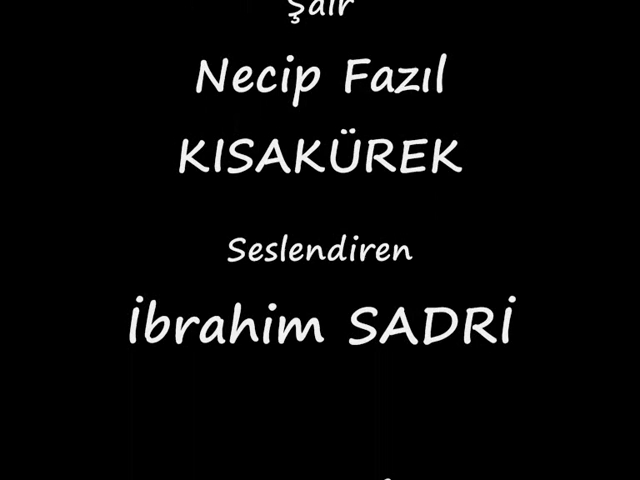 Şair
Necip Fazıl
KISAKÜREK
Seslendiren
İbrahim SADRİ